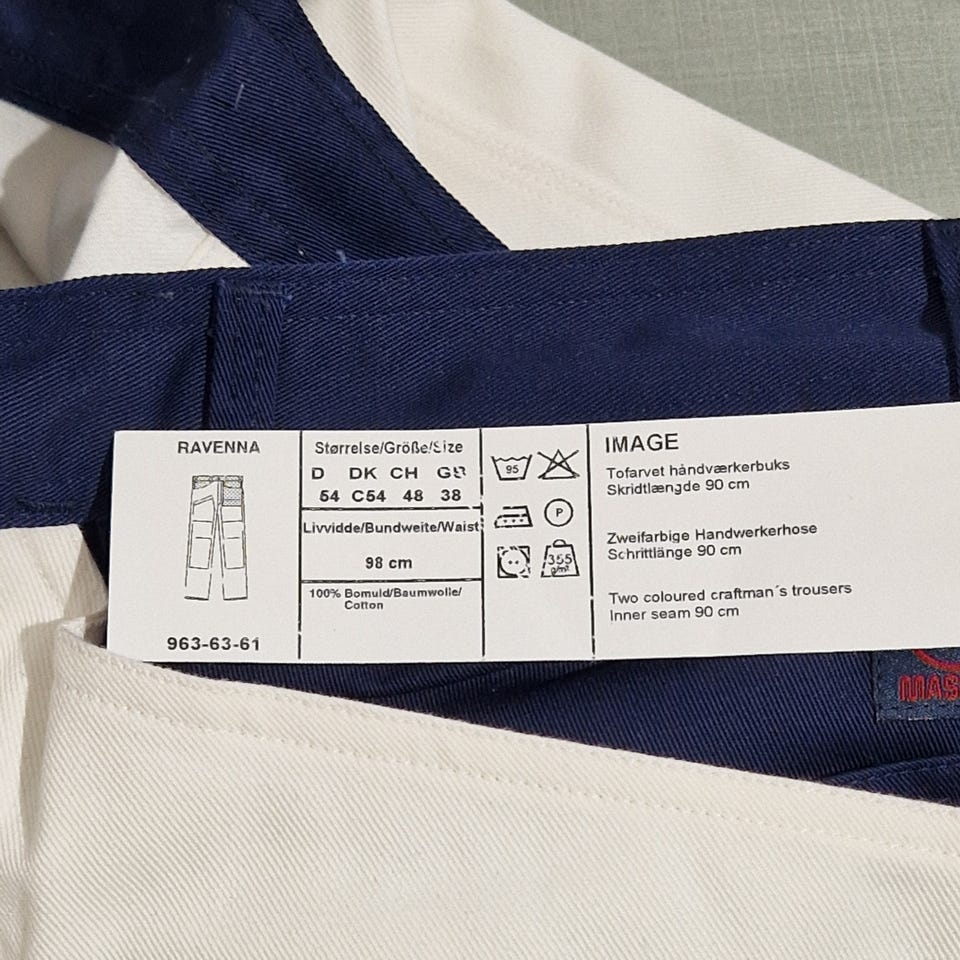 RAVENNA
963-63-61
Størrelse/Größe/Size
D DK CH GB
54 C54 48 38
Livvidde/Bundweite/Waist
98 cm
100% Bomuld/Baumwolle/
Cotton
95
P
355
g/m²
IMAGE
Tofarvet håndværkerbuks
Skridtlængde 90 cm
Zweifarbige Handwerkerhose
Schrittlänge 90 cm
Two coloured craftman´s trousers
Inner seam 90 cm
MAS